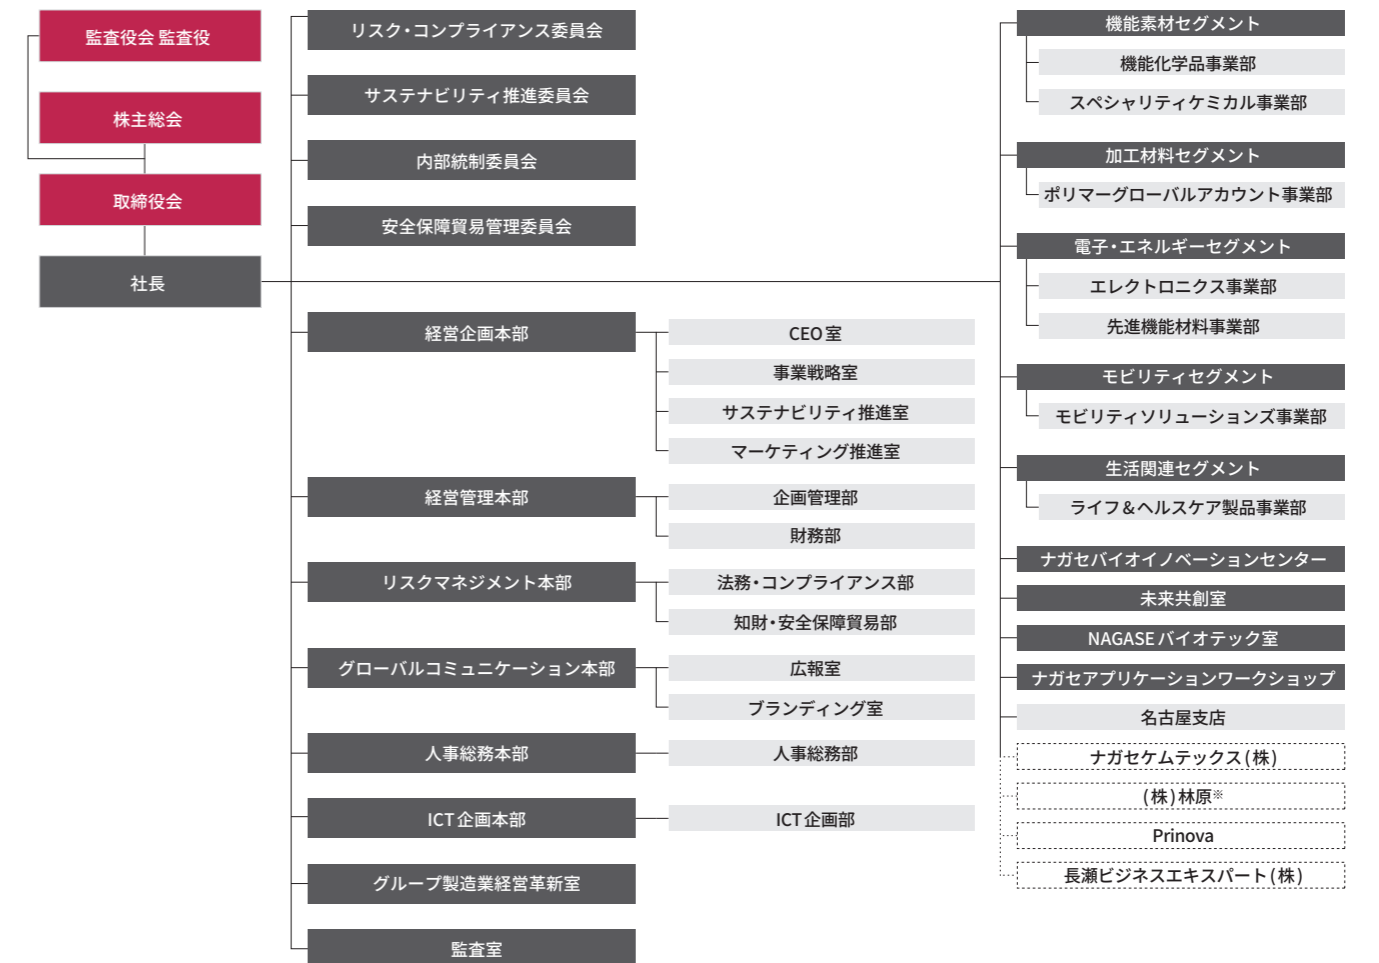 監査役会 監査役
株主総会
取締役会
社長
リスク・コンプライアンス委員会
サステナビリティ推進委員会
内部統制委員会
安全保障貿易管理委員会
経営企画本部
CEO室
事業戦略室
サステナビリティ推進室
マーケティング推進室
経営管理本部
企画管理部
財務部
リスクマネジメント本部
法務・コンプライアンス部
知財・安全保障貿易部
グローバルコミュニケーション本部
広報室
ブランディング室
人事総務本部
人事総務部
ICT企画本部
ICT企画部
グループ製造業経営革新室
監査室
機能素材セグメント
機能化学品事業部
スペシャリティケミカル事業部
加工材料セグメント
ポリマーグローバルアカウント事業部
電子・エネルギーセグメント
エレクトロニクス事業部
先進機能材料事業部
モビリティセグメント
モビリティソリューションズ事業部
生活関連セグメント
ライフ&ヘルスケア製品事業部
ナガセバイオイノベーションセンター
未来共創室
NAGASEバイオテック室
ナガセアプリケーションワークショップ
名古屋支店
ナガセケムテックス(株)
(株)林原※
Prinova
長瀬ビジネスエキスパート(株)